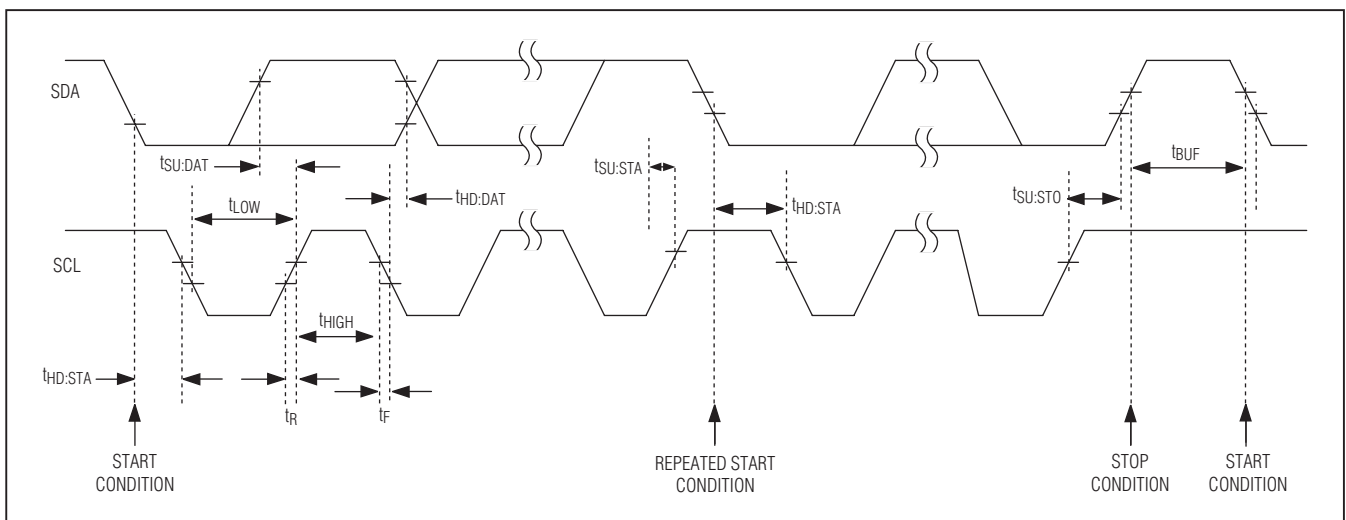 SDA
tSU:DAT
tSU:STA
tBUF
tLOW
tHD:DAT
tHD:STA
tSU:STO
SCL
tHIGH
tHD:STA
tR
tF
START
CONDITION
REPEATED START
CONDITION
STOP
CONDITION
START
CONDITION